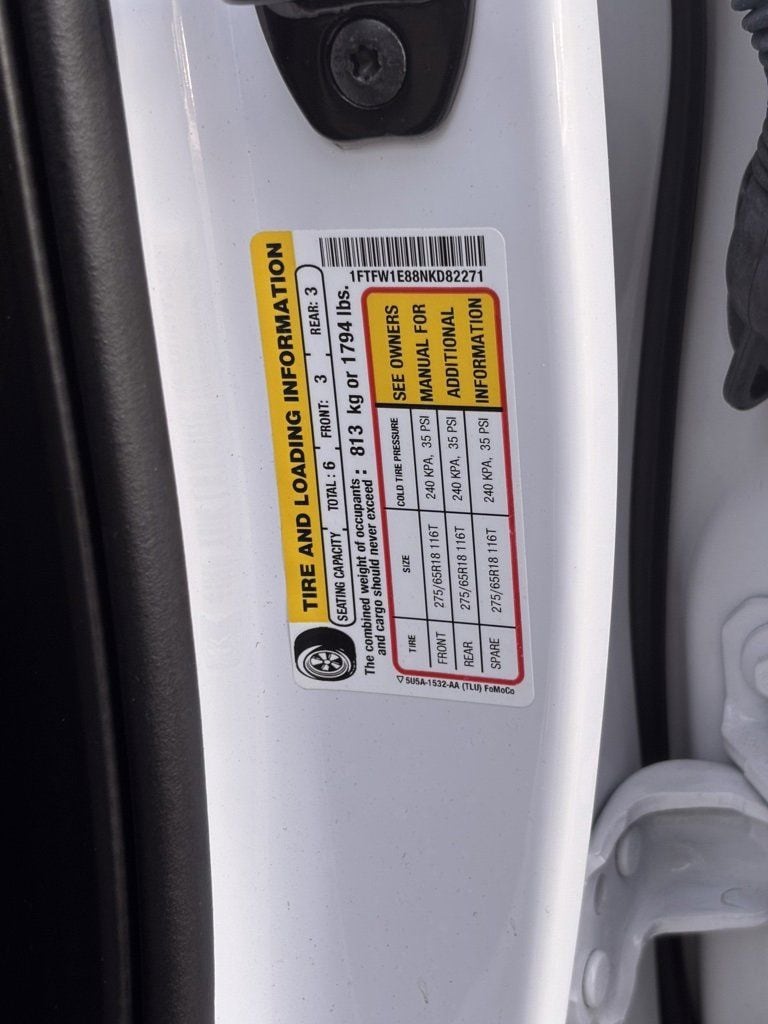 TIRE AND LOADING INFORMATION
SEATING CAPACITY TOTAL : 6 FRONT: 3 REAR: 3
The combined weight of occupants and cargo should never exceed : 813 kg or 1794 lbs.
TIRE SIZE COLD TIRE PRESSURE
FRONT 275/65R18 116T 240 KPA, 35 PSI
REAR 275/65R18 116T 240 KPA, 35 PSI
SPARE 275/65R18 116T 240 KPA, 35 PSI
SEE OWNERS
MANUAL FOR
ADDITIONAL
INFORMATION
5U5A-1532-AA (TLU) FoMoCo
1FTFW1E88NKD82271